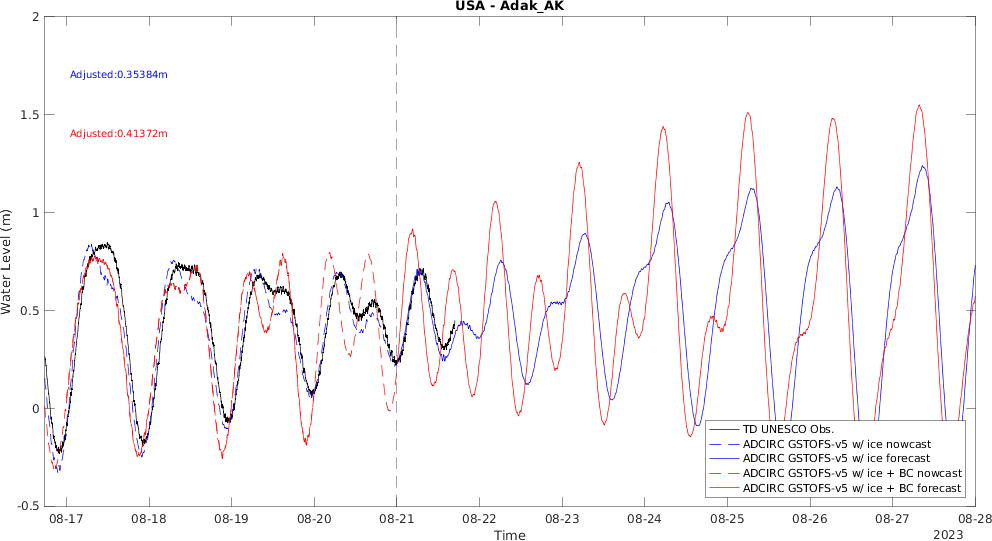 USA - Adak_AK
2
1.5
1
0.5
0
-0.5
Water Level (m)
Adjusted:0.35384m
Adjusted:0.41372m
TD UNESCO Obs.
ADCIRC GSTOFS-v5 w/ ice nowcast
ADCIRC GSTOFS-v5 w/ ice forecast
ADCIRC GSTOFS-v5 w/ ice + BC nowcast
ADCIRC GSTOFS-v5 w/ ice + BC forecast
08-17 08-18 08-19 08-20 08-21 08-22 08-23 08-24 08-25 08-26 08-27 08-28
Time
2023